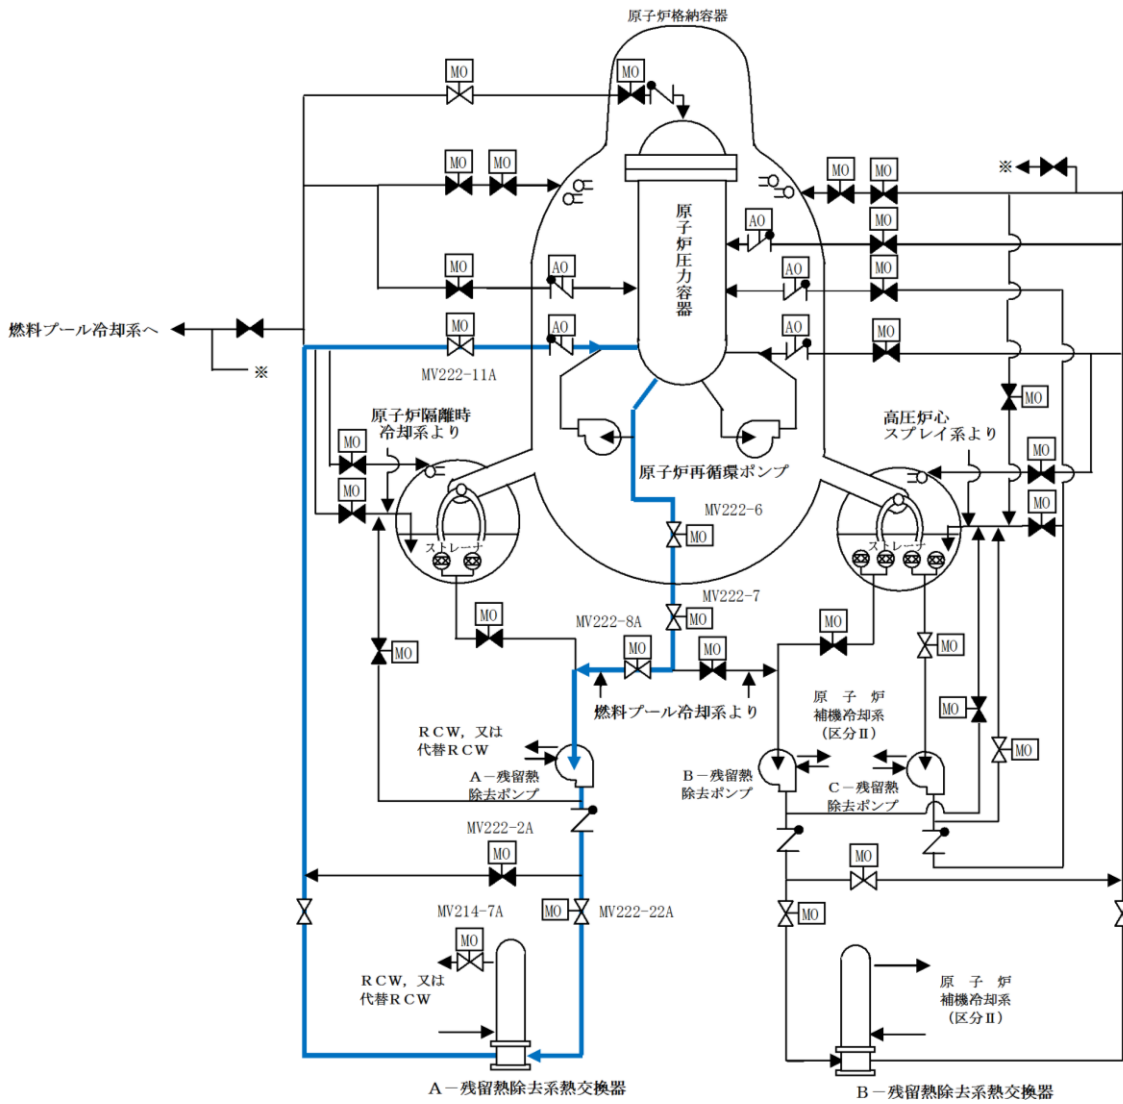 原子炉格納容器
MO
MO
MO
MO
※
MO
MO
原子炉圧力容器
AO
MO
MO
AO
AO
MO
燃料プール冷却系へ
MO
AO
AO
MO
※
MV222-11A
MO
原子炉隔離時
冷却系より
高圧炉心
スプレイ系より
MO
MO
原子炉再循環ポンプ
MO
MO
MV222-6
MO
ストレーナ
ストレーナ
MV222-7
MO
MV222-8A
MO
MO
MO
MO
MO
MO
MO
燃料プール冷却系より
原子炉
補機冷却系
(区分Ⅱ)
MO
MO
RCW，又は
代替RCW
A－残留熱
除去ポンプ
B－残留熱
除去ポンプ
C－残留熱
除去ポンプ
MV222-2A
MO
MO
MV214-7A
MO
MV222-22A
MO
MO
RCW，又は
代替RCW
原子炉
補機冷却系
(区分Ⅱ)
A－残留熱除去系熱交換器
B－残留熱除去系熱交換器